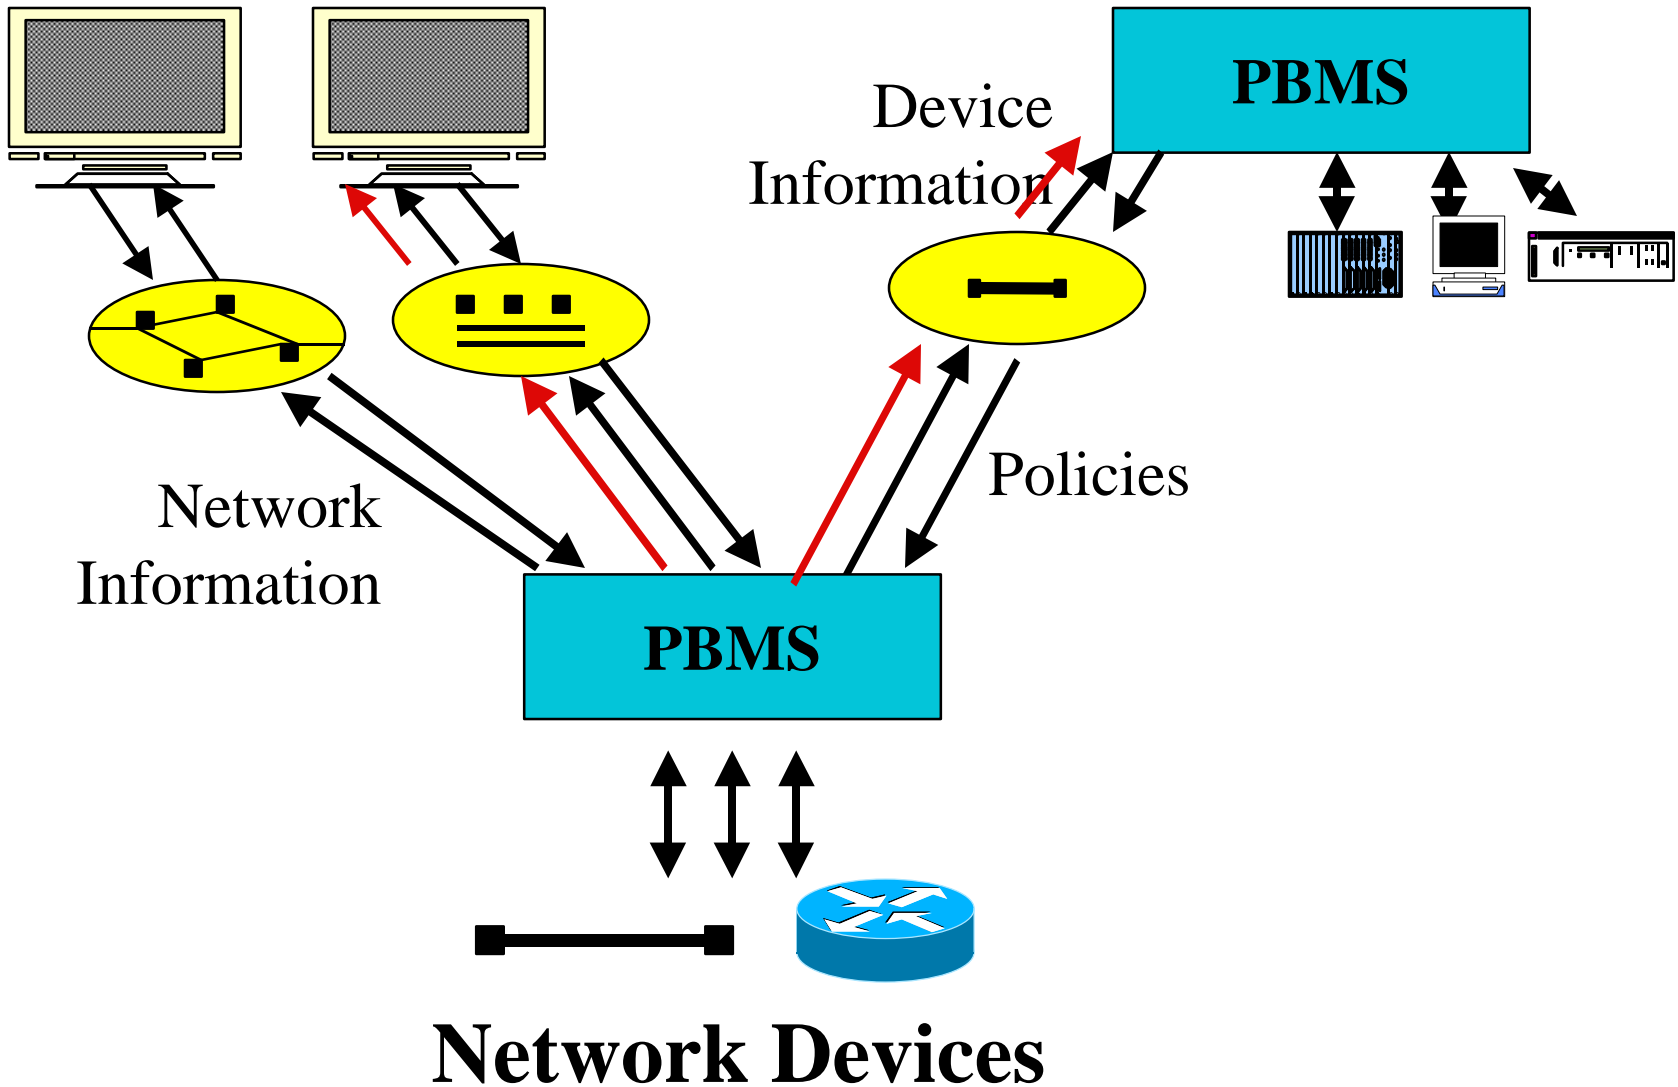 PBMS
Device
Information
Policies
Network
Information
PBMS
Network Devices